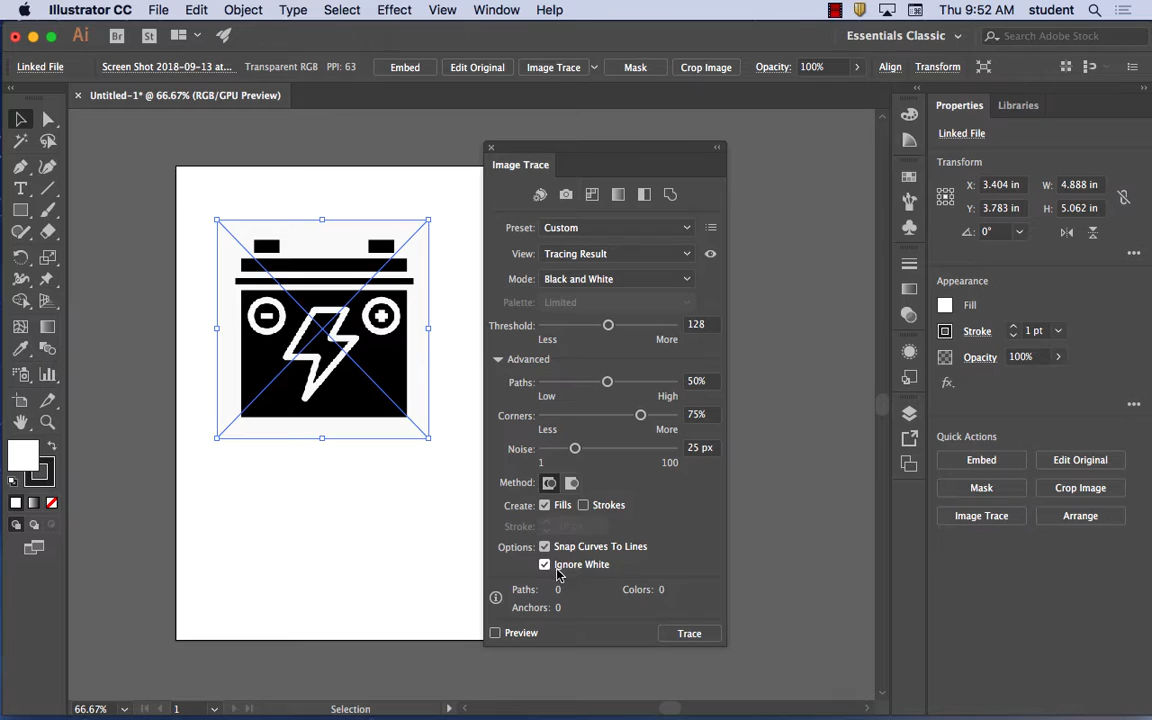 Illustrator CC File Edit Object Type Select Effect View Window Help Thu 9:52 AM student
Ai Br St Essentials Classic Search Adobe Stock
Linked File Screen Shot 2018-09-13 at... Transparent RGB PPI: 63 Embed Edit Original Image Trace Mask Crop Image Opacity: 100% Align Transform
Untitled-1* @ 66.67% (RGB/GPU Preview)
Properties Libraries
Linked File
Transform
X: 3.404 in W: 4.888 in
Y: 3.783 in H: 5.062 in
0°
Appearance
Fill
Stroke 1 pt
Opacity 100%
fx.
Quick Actions
Embed Edit Original
Mask Crop Image
Image Trace Arrange
Image Trace
Preset: Custom
View: Tracing Result
Mode: Black and White
Palette: Limited
Threshold: 128
Less More
Advanced
Paths: 50%
Low High
Corners: 75%
Less More
Noise: 25 px
1 100
Method:
Create: Fills Strokes
Stroke:
Options: Snap Curves To Lines
Ignore White
Paths: 0 Colors: 0
Anchors: 0
Preview Trace
66.67% 1 Selection